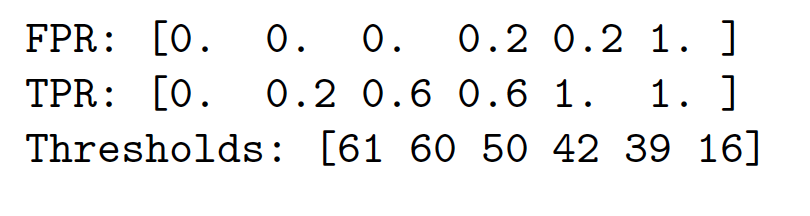 FPR: [0.  0.  0.  0.2 0.2 1. ]
TPR: [0.  0.2 0.6 0.6 1.  1. ]
Thresholds: [61 60 50 42 39 16]